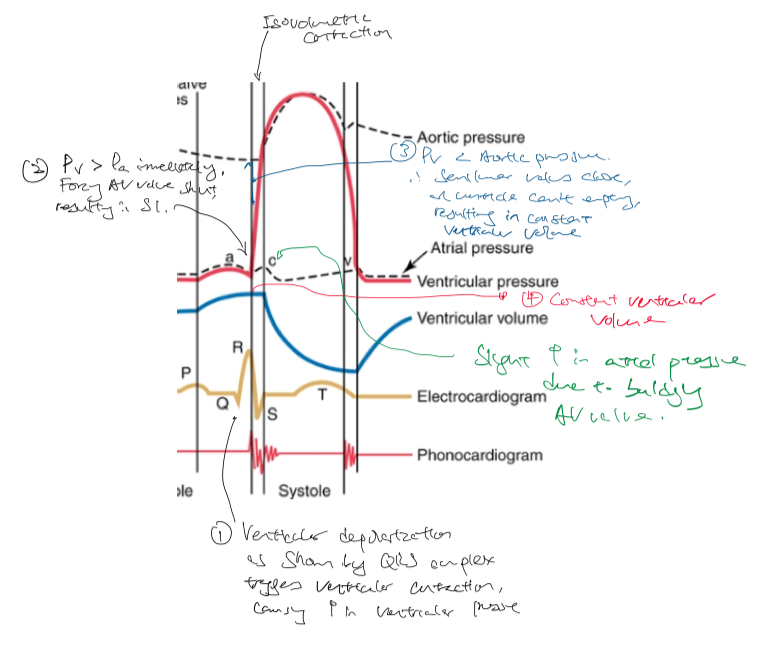 Isovolumetric
Contraction
alve
es
Aortic pressure
② Pv > Pa immediately,
Forcing AV valve shut,
resulting in S1.
③ Pv < Aortic pressure.
∴ Semilunar valves close,
ventricle can't empty,
resulting in constant
ventricular volume
a
c
v
Atrial pressure
Ventricular pressure
④ Constant ventricular
volume
Ventricular volume
Slight ↑ in atrial pressure
due to bulging
AV valve.
R
P
T
Q
S
Electrocardiogram
Phonocardiogram
ole
Systole
① Ventricular depolarization
as shown by QRS complex
triggers ventricular contraction,
causing ↑ in ventricular pressure